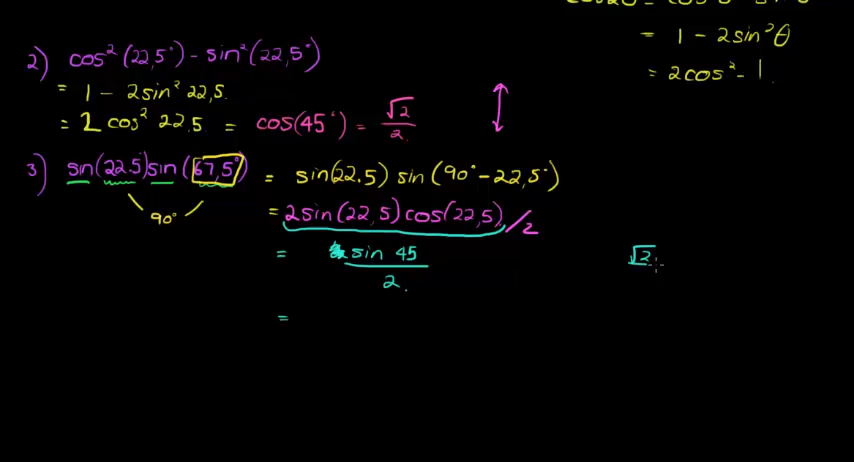 = 1 - 2sin²θ
= 2cos² - 1
2) cos²(22,5°) - sin²(22,5°)
= 1 - 2sin² 22,5.
= 2 cos² 22.5 = cos(45°) = √2/2.
3) sin(22.5)sin(67,5°) = sin(22.5) sin(90° - 22,5°)
90°
= 2sin(22,5)cos(22,5)/2
= sin 45/2.
√2
=